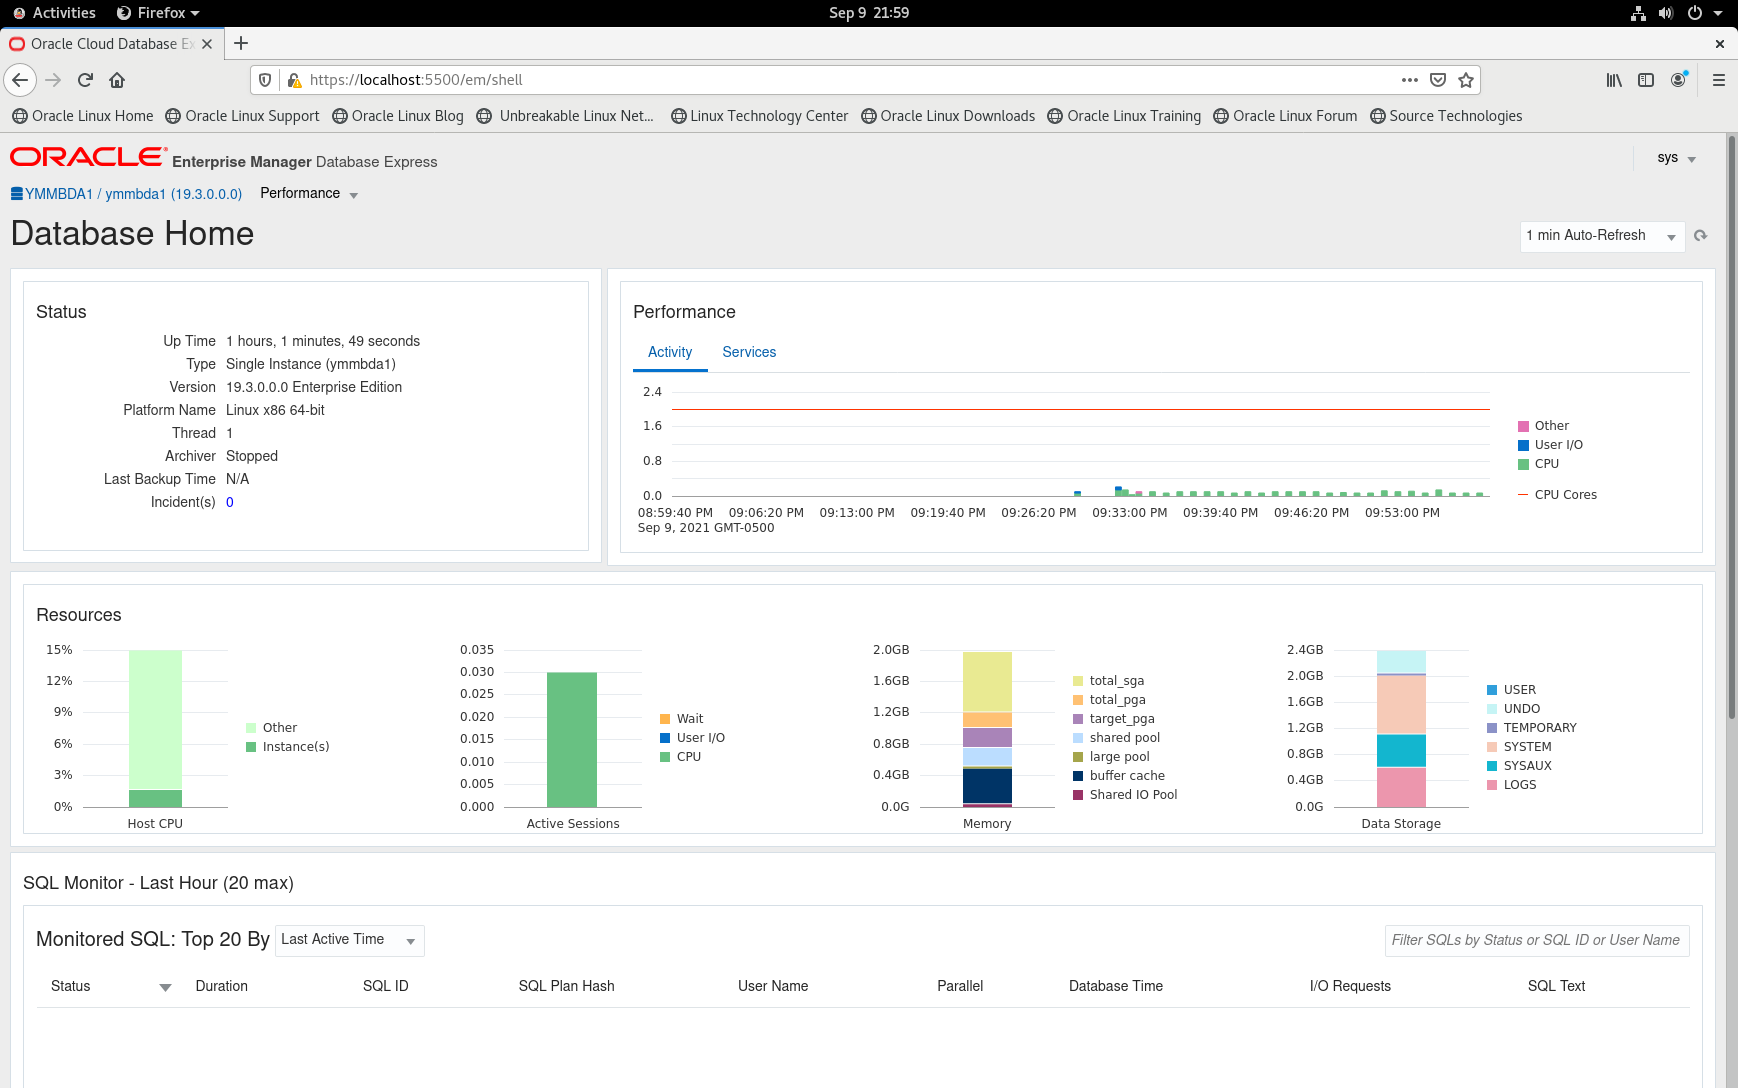 Activities Firefox Sep 9 21:59
Oracle Cloud Database Ex
https://localhost:5500/em/shell
Oracle Linux Home Oracle Linux Support Oracle Linux Blog Unbreakable Linux Net... Linux Technology Center Oracle Linux Downloads Oracle Linux Training Oracle Linux Forum Source Technologies
ORACLE Enterprise Manager Database Express sys
YMMBDA1 / ymmbda1 (19.3.0.0.0) Performance
Database Home
1 min Auto-Refresh
Status
Up Time 1 hours, 1 minutes, 49 seconds
Type Single Instance (ymmbda1)
Version 19.3.0.0.0 Enterprise Edition
Platform Name Linux x86 64-bit
Thread 1
Archiver Stopped
Last Backup Time N/A
Incident(s) 0
Performance
Activity Services
2.4
1.6
0.8
0.0
08:59:40 PM 09:06:20 PM 09:13:00 PM 09:19:40 PM 09:26:20 PM 09:33:00 PM 09:39:40 PM 09:46:20 PM 09:53:00 PM
Sep 9, 2021 GMT-0500
Other
User I/O
CPU
CPU Cores
Resources
15%
12%
9%
6%
3%
0%
Host CPU
Other
Instance(s)
0.035
0.030
0.025
0.020
0.015
0.010
0.005
0.000
Active Sessions
Wait
User I/O
CPU
2.0GB
1.6GB
1.2GB
0.8GB
0.4GB
0.0G
Memory
total_sga
total_pga
target_pga
shared pool
large pool
buffer cache
Shared IO Pool
2.4GB
2.0GB
1.6GB
1.2GB
0.8GB
0.4GB
0.0G
Data Storage
USER
UNDO
TEMPORARY
SYSTEM
SYSAUX
LOGS
SQL Monitor - Last Hour (20 max)
Monitored SQL: Top 20 By Last Active Time
Filter SQLs by Status or SQL ID or User Name
Status Duration SQL ID SQL Plan Hash User Name Parallel Database Time I/O Requests SQL Text